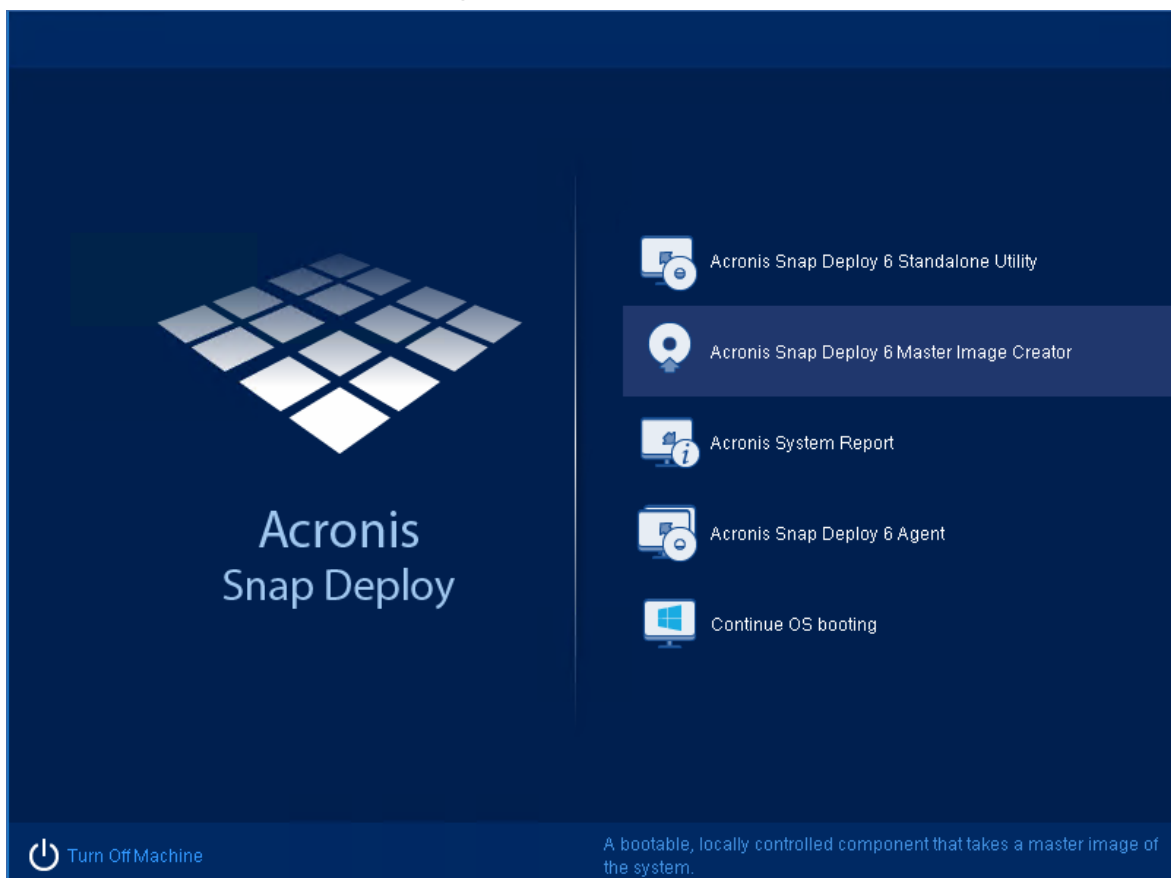 Acronis
Snap Deploy
Acronis Snap Deploy 6 Standalone Utility
Acronis Snap Deploy 6 Master Image Creator
Acronis System Report
Acronis Snap Deploy 6 Agent
Continue OS booting
Turn Off Machine
A bootable, locally controlled component that takes a master image of
the system.